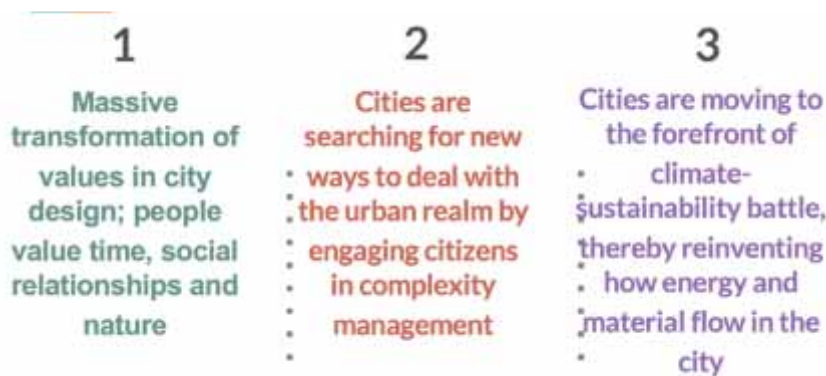 1
Massive
transformation of
values in city
design; people
value time, social
relationships and
nature
2
Cities are
searching for new
ways to deal with
the urban realm by
engaging citizens
in complexity
management
3
Cities are moving to
the forefront of
climate-
sustainability battle,
thereby reinventing
how energy and
material flow in the
city